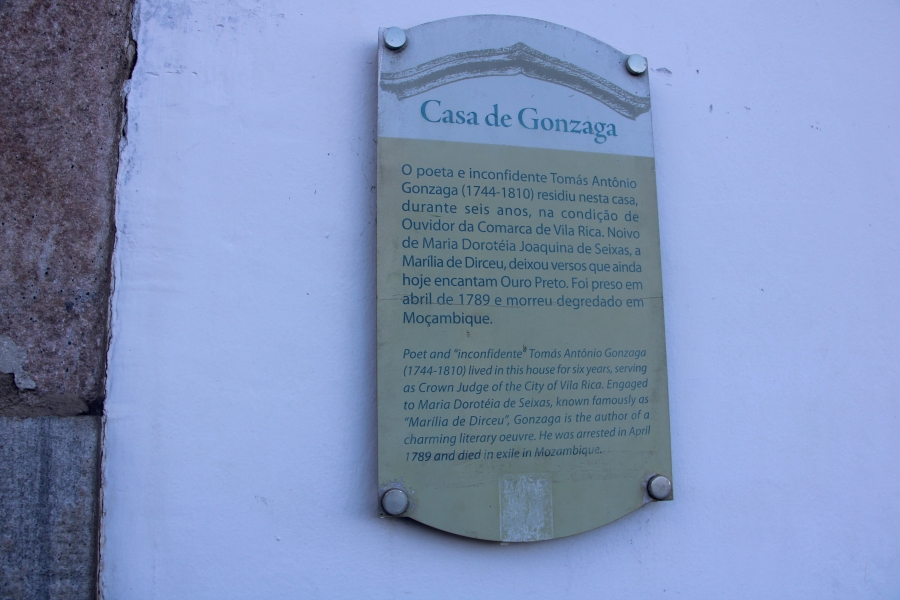 Casa de Gonzaga
O poeta e inconfidente Tomás Antônio
Gonzaga (1744-1810) residiu nesta casa,
durante seis anos, na condição de
Ouvidor da Comarca de Vila Rica. Noivo
de Maria Dorotéia Joaquina de Seixas, a
Marília de Dirceu, deixou versos que ainda
hoje encantam Ouro Preto. Foi preso em
abril de 1789 e morreu degredado em
Moçambique.
Poet and "inconfidente" Tomás Antônio Gonzaga
(1744-1810) lived in this house for six years, serving
as Crown Judge of the City of Vila Rica. Engaged
to Maria Dorotéia de Seixas, known famously as
"Marília de Dirceu", Gonzaga is the author of a
charming literary oeuvre. He was arrested in April
1789 and died in exile in Mozambique.